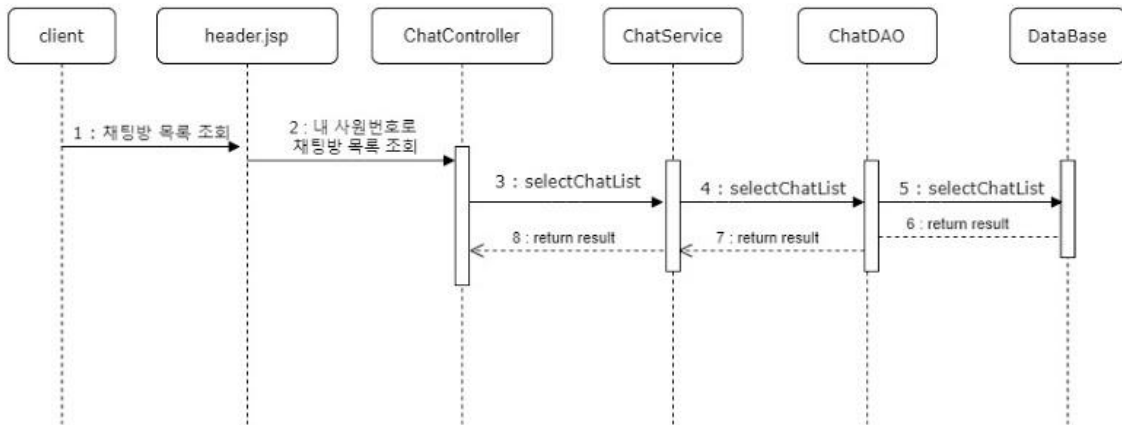 client
header.jsp
ChatController
ChatService
ChatDAO
DataBase
1 : 채팅방 목록 조회
2 : 내 사원번호로
채팅방 목록 조회
3 : selectChatList
4 : selectChatList
5 : selectChatList
6 : return result
7 : return result
8 : return result